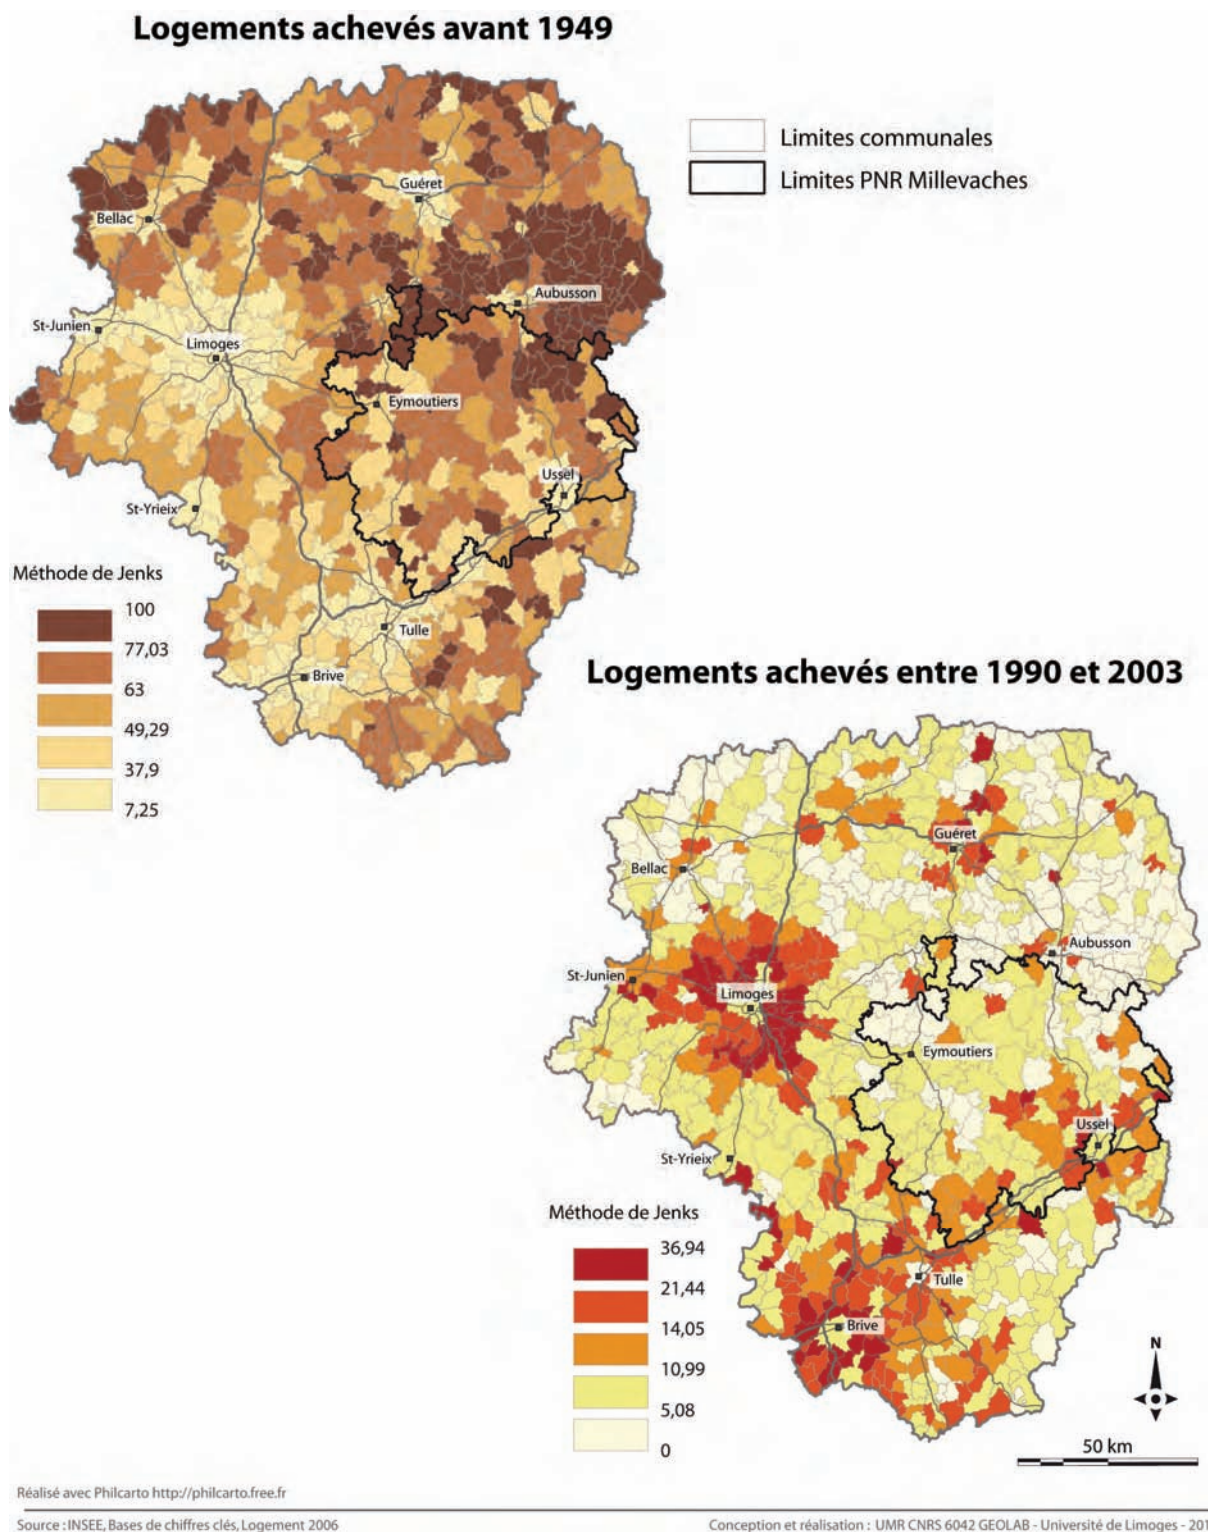 Logements achevés avant 1949
Limites communales
Limites PNR Millevaches
Guéret
Bellac
Aubusson
St-Junien
Limoges
Eymoutiers
Ussel
St-Yrieix
Tulle
Brive
Méthode de Jenks
100
77,03
63
49,29
37,9
7,25
Logements achevés entre 1990 et 2003
Guéret
Bellac
Aubusson
St-Junien
Limoges
Eymoutiers
Ussel
St-Yrieix
Tulle
Brive
Méthode de Jenks
36,94
21,44
14,05
10,99
5,08
0
N
50 km
Réalisé avec Philcarto http://philcarto.free.fr
Source : INSEE, Bases de chiffres clés, Logement 2006
Conception et réalisation : UMR CNRS 6042 GEOLAB - Université de Limoges -